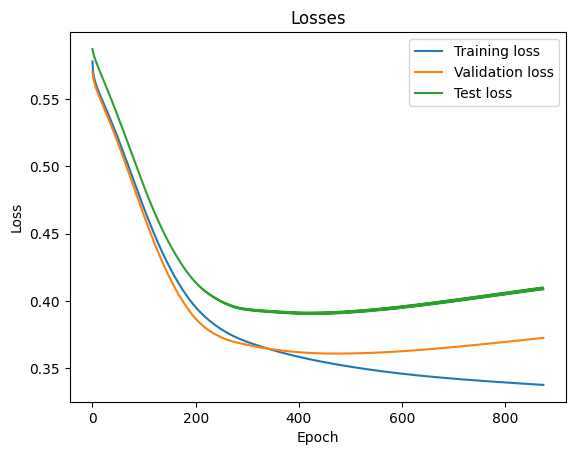 Losses
Training loss
Validation loss
Test loss
0.55
0.50
0.45
0.40
0.35
Loss
0
200
400
600
800
Epoch